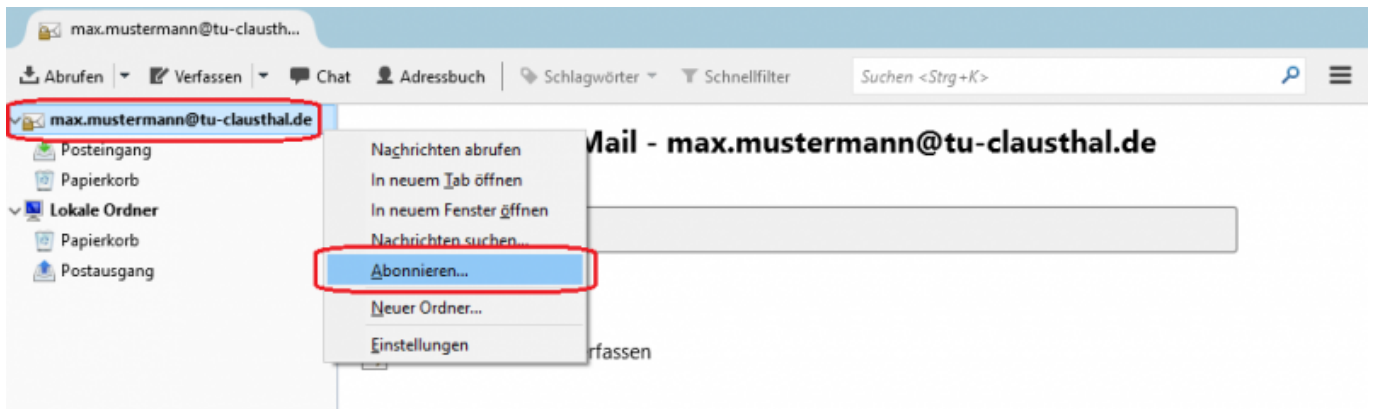 max.mustermann@tu-clausth...
Abrufen Verfassen Chat Adressbuch Schlagwörter Schnellfilter Suchen <Strg+K>
max.mustermann@tu-clausthal.de
Posteingang
Papierkorb
Lokale Ordner
Papierkorb
Postausgang
Nachrichten abrufen
In neuem Tab öffnen
In neuem Fenster öffnen
Nachrichten suchen...
Abonnieren...
Neuer Ordner...
Einstellungen
Mail - max.mustermann@tu-clausthal.de
rfassen